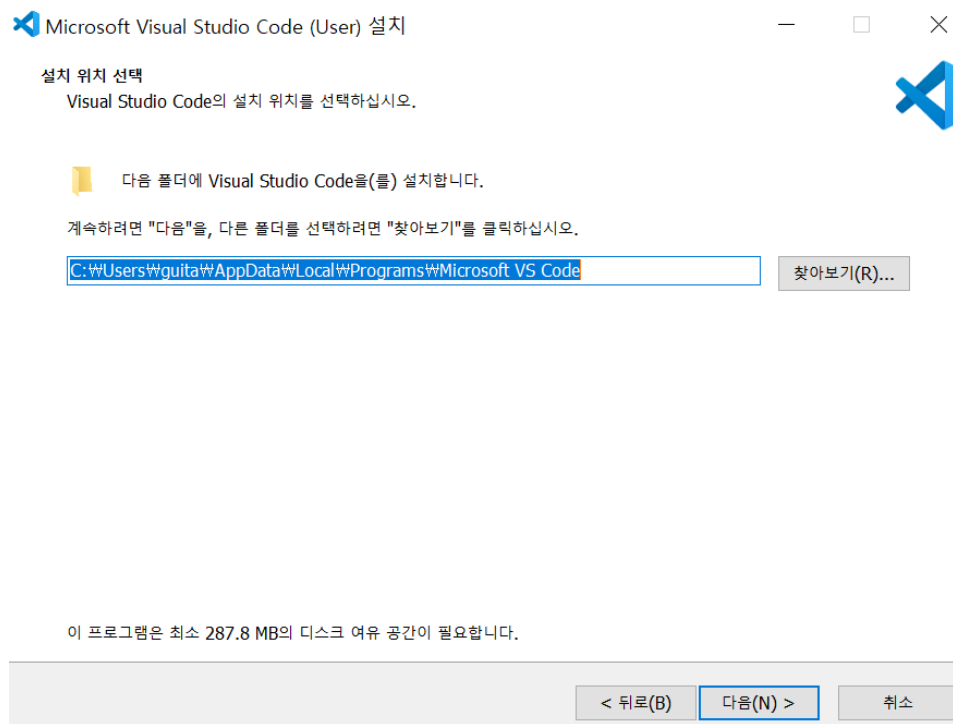 Microsoft Visual Studio Code (User) 설치
설치 위치 선택
Visual Studio Code의 설치 위치를 선택하십시오.
다음 폴더에 Visual Studio Code을(를) 설치합니다.
계속하려면 "다음"을, 다른 폴더를 선택하려면 "찾아보기"를 클릭하십시오.
C:₩Users₩guita₩AppData₩Local₩Programs₩Microsoft VS Code
찾아보기(R)...
이 프로그램은 최소 287.8 MB의 디스크 여유 공간이 필요합니다.
< 뒤로(B) 다음(N) > 취소